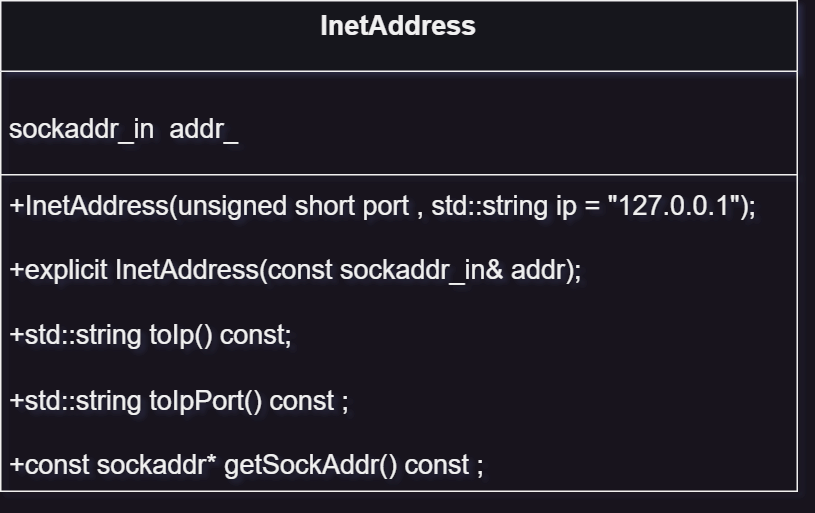 InetAddress
sockaddr_in  addr_
+InetAddress(unsigned short port , std::string ip = "127.0.0.1");
+explicit InetAddress(const sockaddr_in& addr);
+std::string toIp() const;
+std::string toIpPort() const ;
+const sockaddr* getSockAddr() const ;